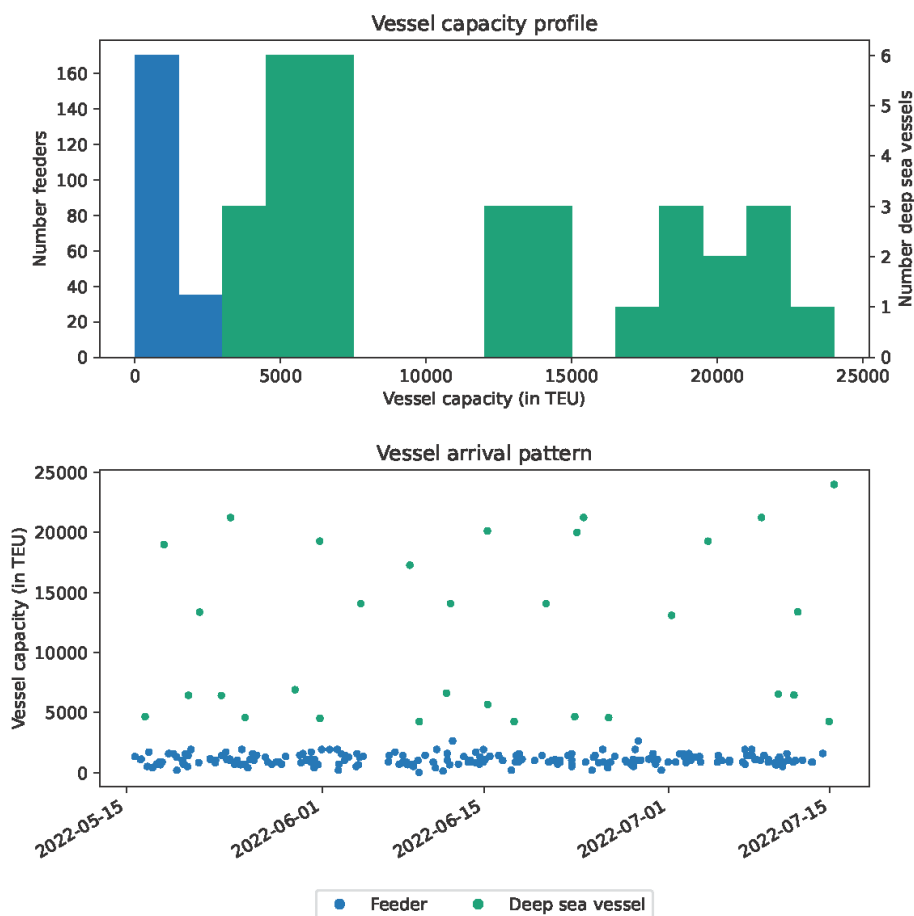 Vessel capacity profile
Number feeders
160
140
120
100
80
60
40
20
0
6
5
4
3
2
1
0
Number deep sea vessels
0 5000 10000 15000 20000 25000
Vessel capacity (in TEU)
Vessel arrival pattern
Vessel capacity (in TEU)
25000
20000
15000
10000
5000
0
2022-05-15 2022-06-01 2022-06-15 2022-07-01 2022-07-15
Feeder Deep sea vessel